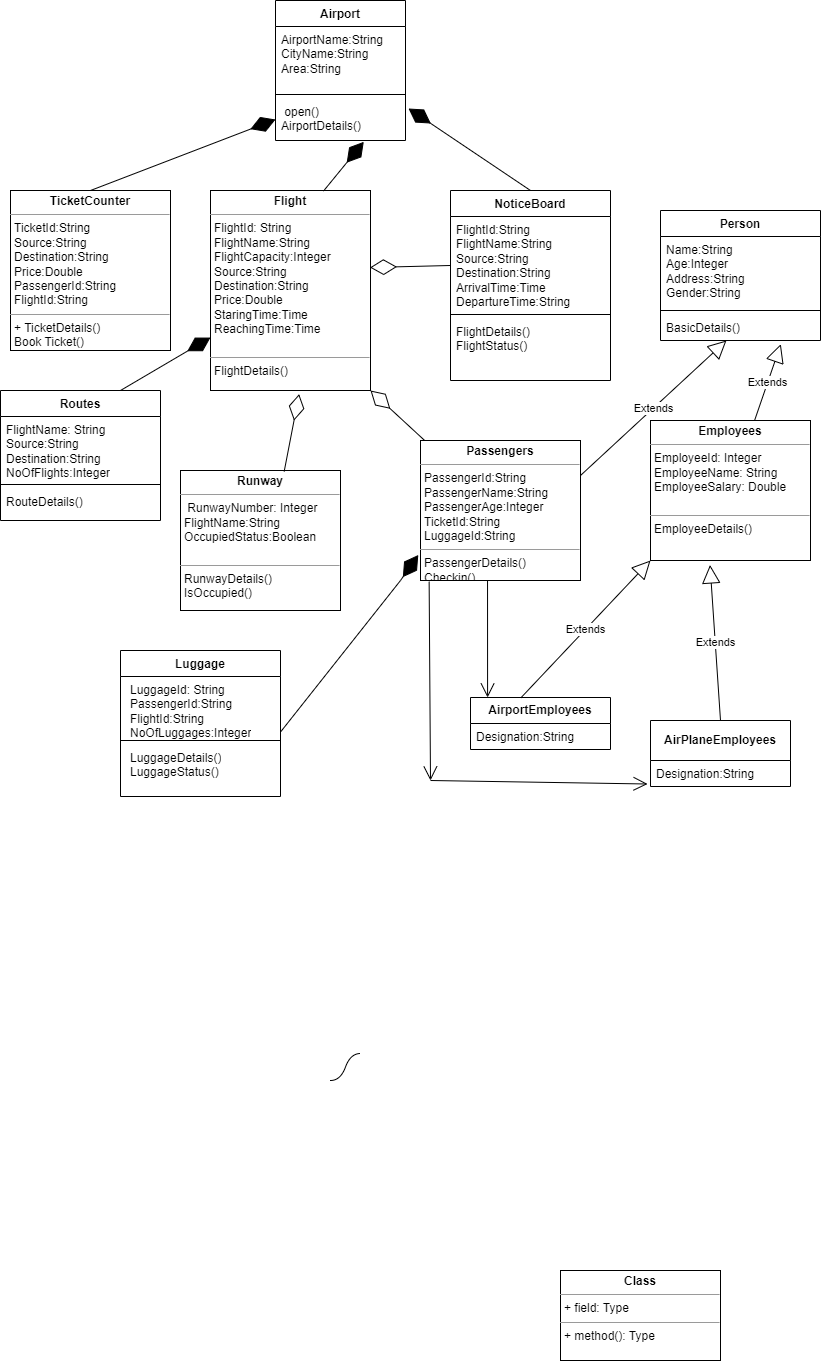 Airport
AirportName:String
CityName:String
Area:String
open()
AirportDetails()
TicketCounter
TicketId:String
Source:String
Destination:String
Price:Double
PassengerId:String
FlightId:String
+ TicketDetails()
Book Ticket()
Flight
FlightId: String
FlightName:String
FlightCapacity:Integer
Source:String
Destination:String
Price:Double
StaringTime:Time
ReachingTime:Time
FlightDetails()
NoticeBoard
FlightId:String
FlightName:String
Source:String
Destination:String
ArrivalTime:Time
DepartureTime:String
FlightDetails()
FlightStatus()
Person
Name:String
Age:Integer
Address:String
Gender:String
BasicDetails()
Extends
Extends
Routes
FlightName: String
Source:String
Destination:String
NoOfFlights:Integer
RouteDetails()
Runway
RunwayNumber: Integer
FlightName:String
OccupiedStatus:Boolean
RunwayDetails()
IsOccupied()
Passengers
PassengerId:String
PassengerName:String
PassengerAge:Integer
TicketId:String
LuggageId:String
PassengerDetails()
Checkin()
Employees
EmployeeId: Integer
EmployeeName: String
EmployeeSalary: Double
EmployeeDetails()
Extends
Extends
Luggage
LuggageId: String
PassengerId:String
FlightId:String
NoOfLuggages:Integer
LuggageDetails()
LuggageStatus()
AirportEmployees
Designation:String
AirPlaneEmployees
Designation:String
Class
+ field: Type
+ method(): Type